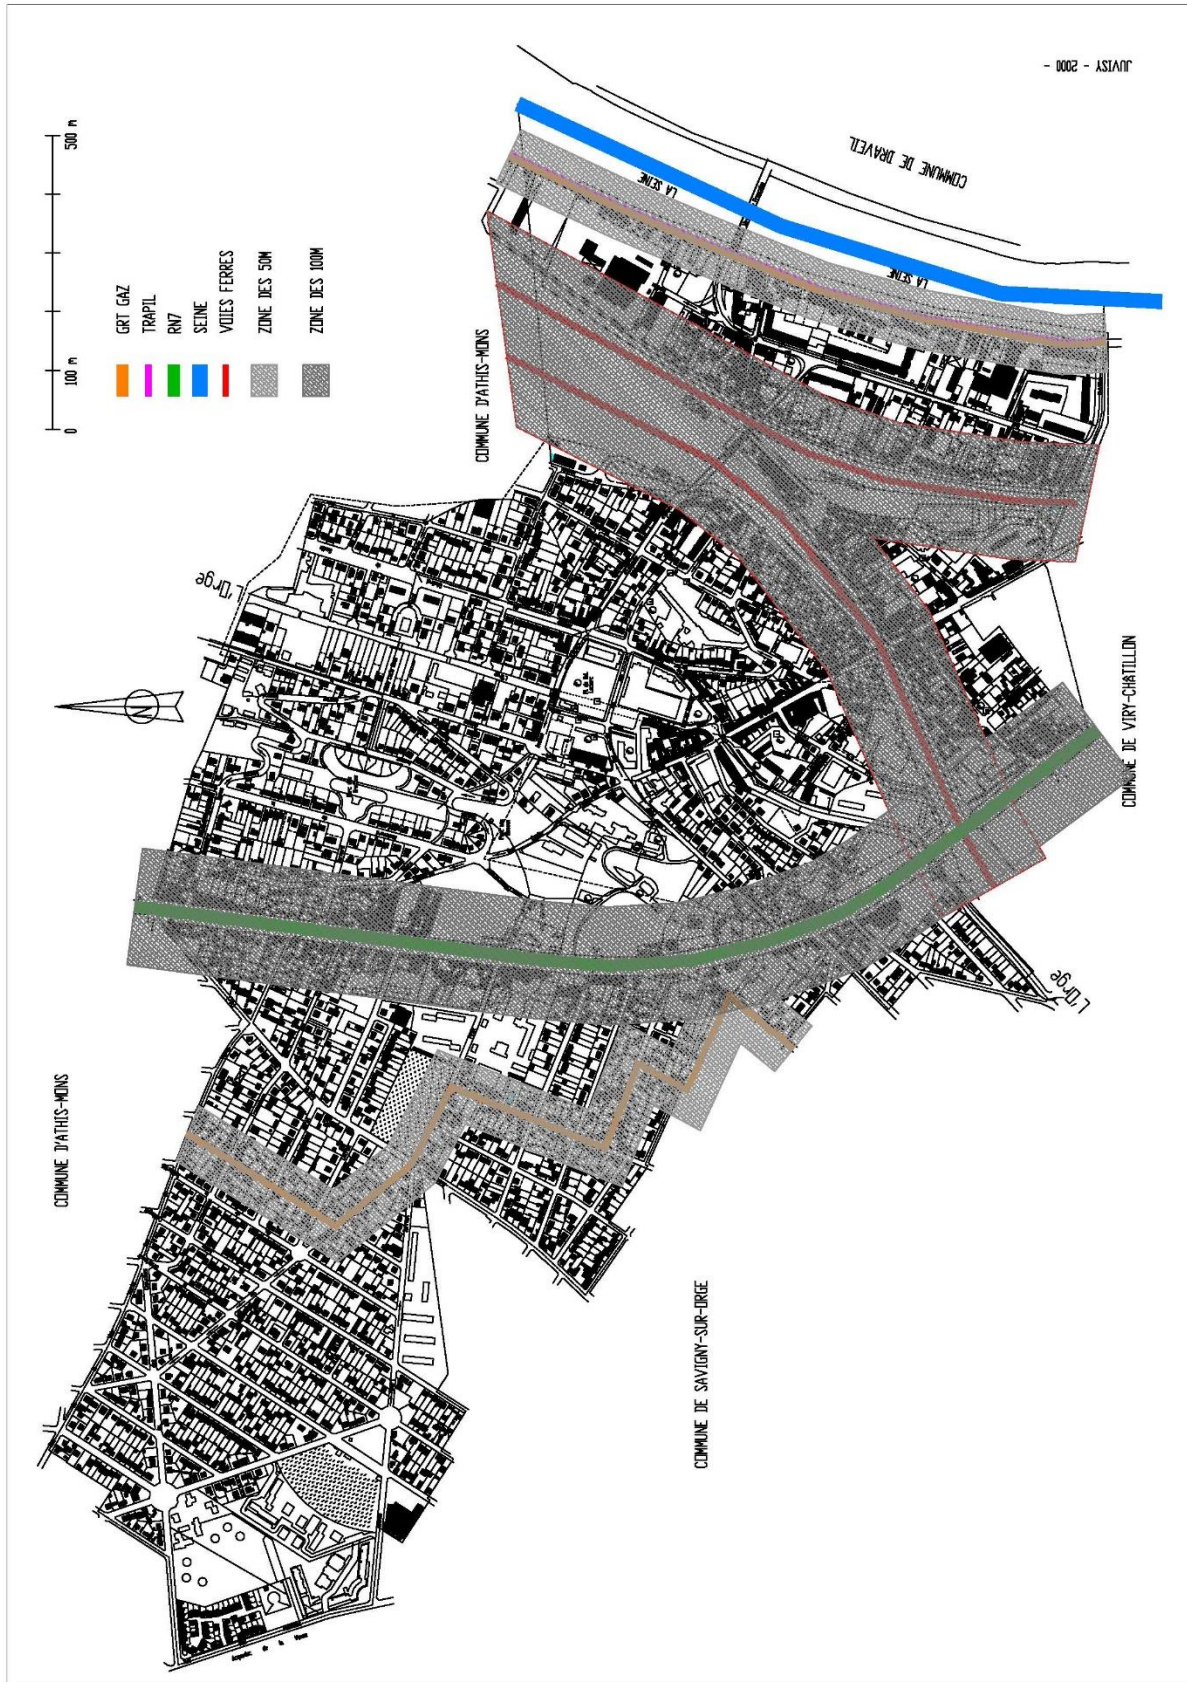 JUVISY - 2000 -
0
100 m
500 m
GRT GAZ
TRAPIL
RN7
SEINE
VOIES FERRES
ZONE DES 50M
ZONE DES 100M
COMMUNE DE DRAVEIL
LA SEINE
LA SEINE
COMMUNE D'ATHIS-MONS
L'Orge
N
COMMUNE DE VIRY-CHATILLON
L'Orge
COMMUNE D'ATHIS-MONS
COMMUNE DE SAVIGNY-SUR-ORGE